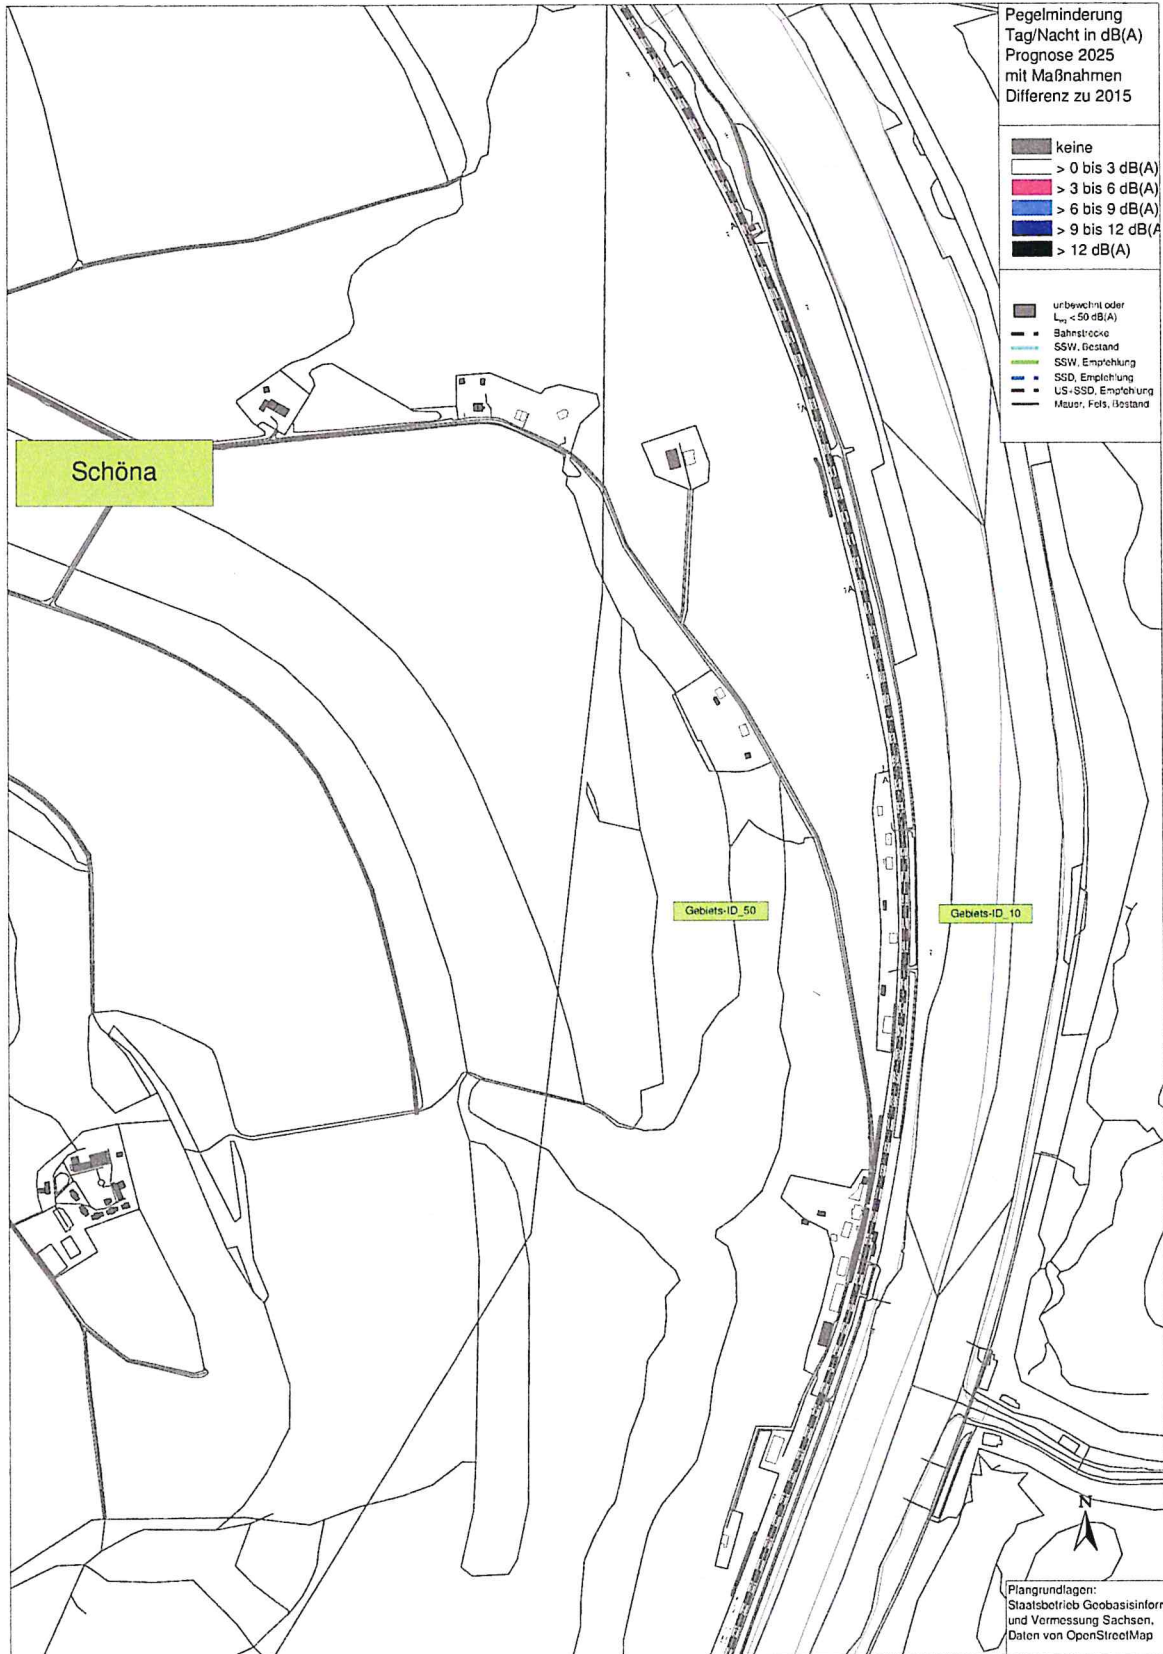 Pegelminderung
Tag/Nacht in dB(A)
Prognose 2025
mit Maßnahmen
Differenz zu 2015
keine
> 0 bis 3 dB(A)
> 3 bis 6 dB(A)
> 6 bis 9 dB(A)
> 9 bis 12 dB(A
> 12 dB(A)
unbewohnt oder
< 50 dB(A)
Bahnstrecke
SSW, Bestand
SSW, Empfehlung
SSD, Empfehlung
US+SSD, Empfehlung
Mauer, Fels, Bestand
Schöna
Gebiets-ID_50
Gebiets-ID_10
N
Plangrundlagen:
Staatsbetrieb Geobasisinfor
und Vermessung Sachsen,
Daten von OpenStreetMap